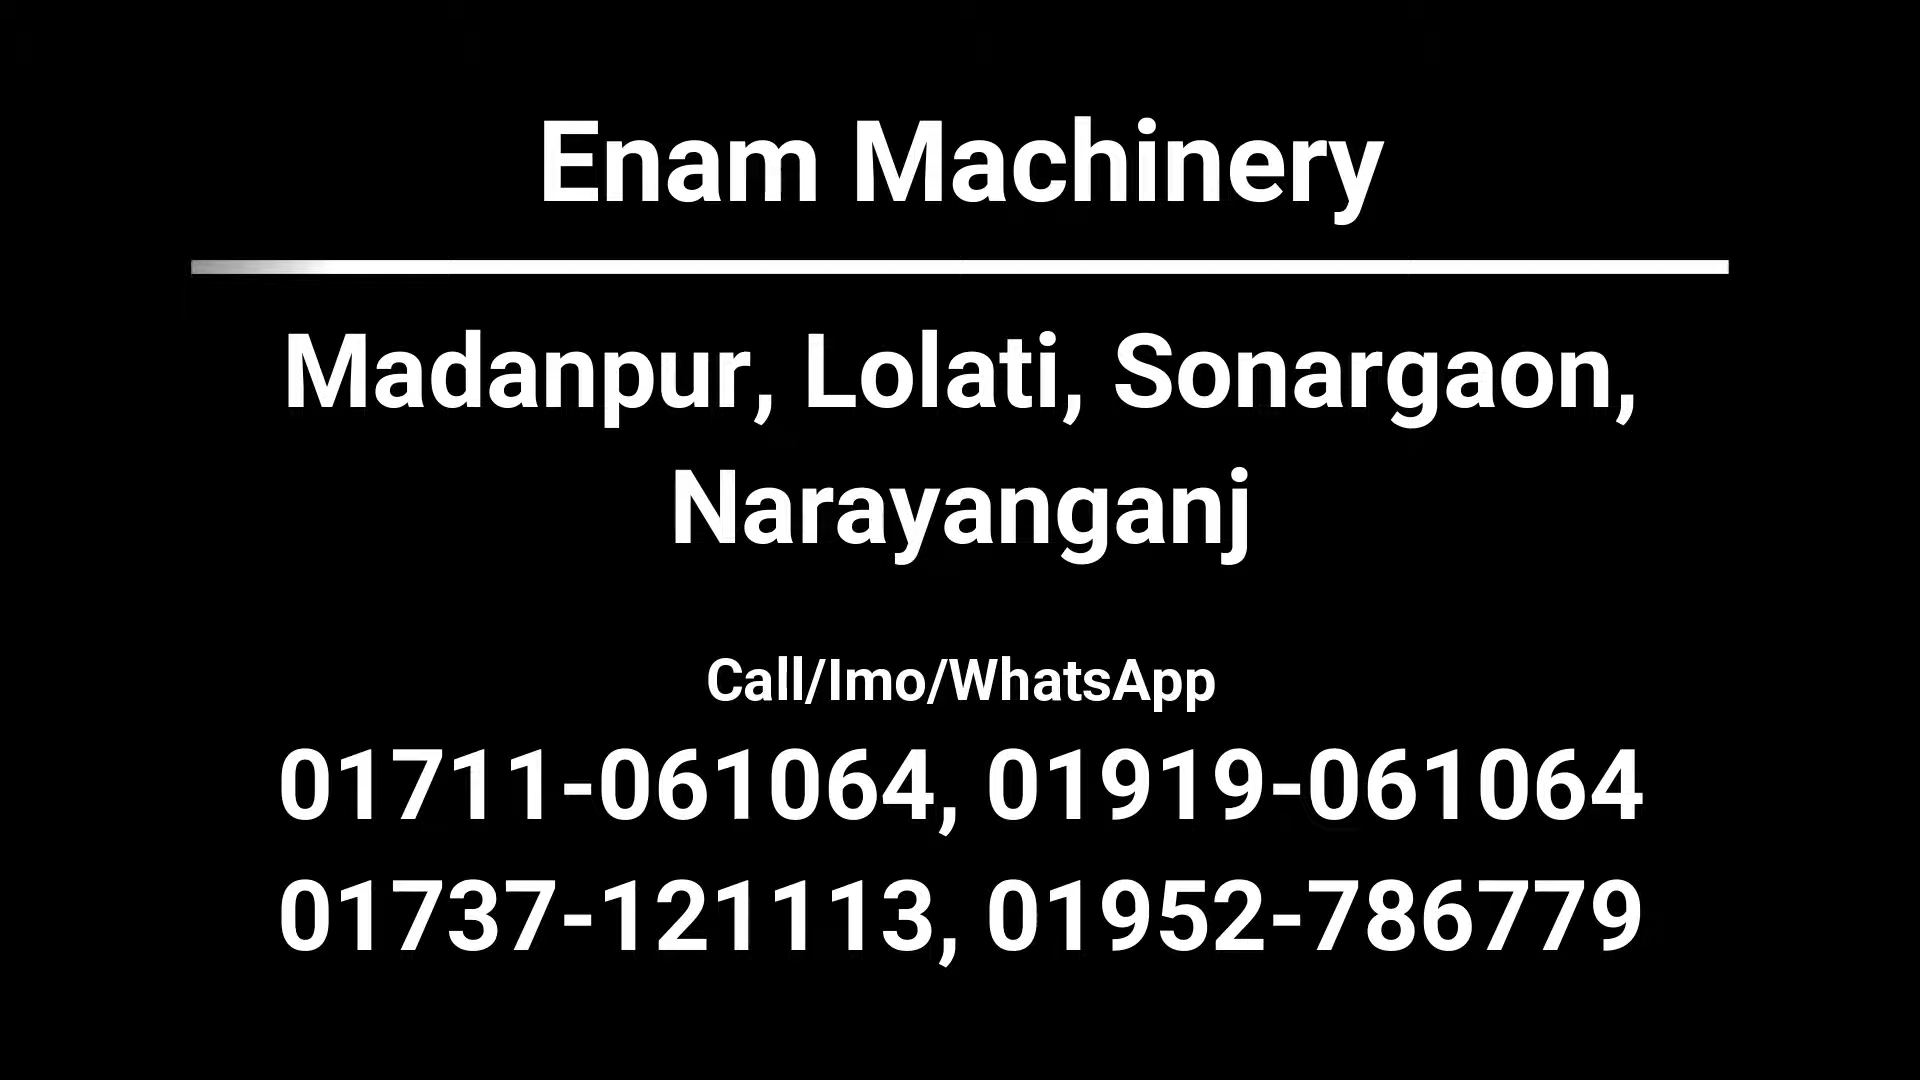 Enam Machinery
Madanpur, Lolati, Sonargaon,
Narayanganj
Call/Imo/WhatsApp
01711-061064, 01919-061064
01737-121113, 01952-786779